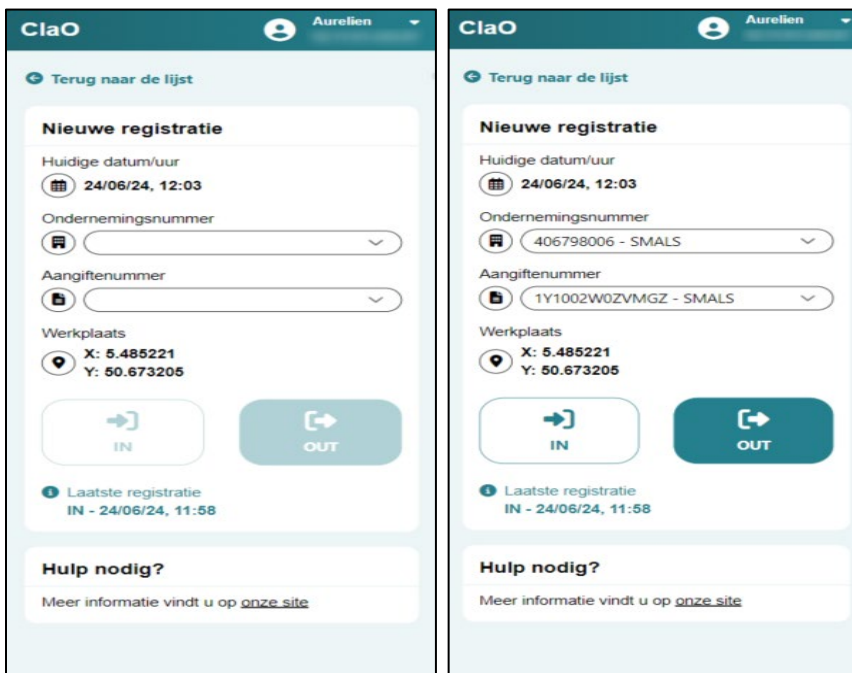 ClaO
Aurelien
Terug naar de lijst
Nieuwe registratie
Huidige datum/uur
24/06/24, 12:03
Ondernemingsnummer
Aangiftenummer
Werkplaats
X: 5.485221
Y: 50.673205
IN
OUT
Laatste registratie
IN - 24/06/24, 11:58
Hulp nodig?
Meer informatie vindt u op onze site
ClaO
Aurelien
Terug naar de lijst
Nieuwe registratie
Huidige datum/uur
24/06/24, 12:03
Ondernemingsnummer
406798006 - SMALS
Aangiftenummer
1Y1002W0ZVMGZ - SMALS
Werkplaats
X: 5.485221
Y: 50.673205
IN
OUT
Laatste registratie
IN - 24/06/24, 11:58
Hulp nodig?
Meer informatie vindt u op onze site